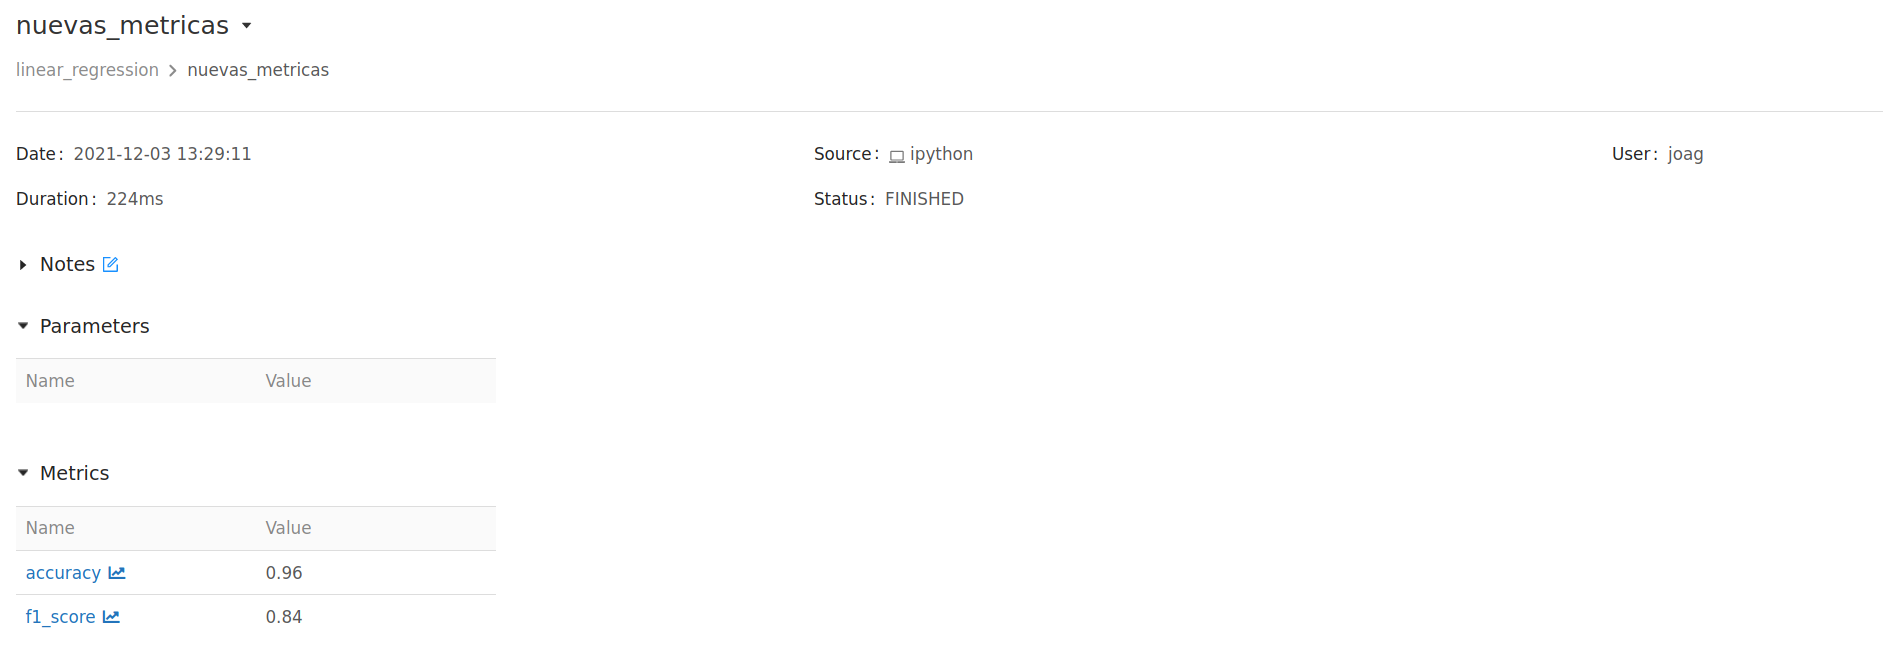 nuevas_metricas
linear_regression > nuevas_metricas
Date: 2021-12-03 13:29:11 Source: ipython User: joag
Duration: 224ms Status: FINISHED
Notes
Parameters
Name Value
Metrics
Name Value
accuracy 0.96
f1_score 0.84